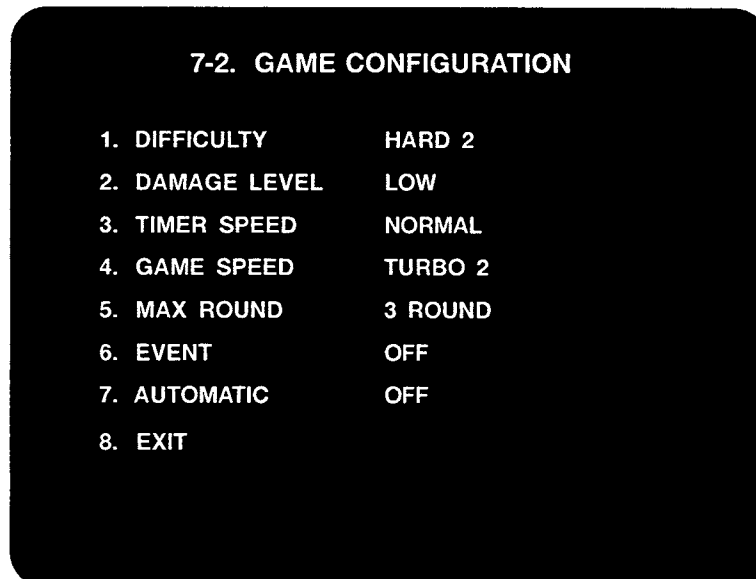 7-2. GAME CONFIGURATION
1. DIFFICULTY HARD 2
2. DAMAGE LEVEL LOW
3. TIMER SPEED NORMAL
4. GAME SPEED TURBO 2
5. MAX ROUND 3 ROUND
6. EVENT OFF
7. AUTOMATIC OFF
8. EXIT